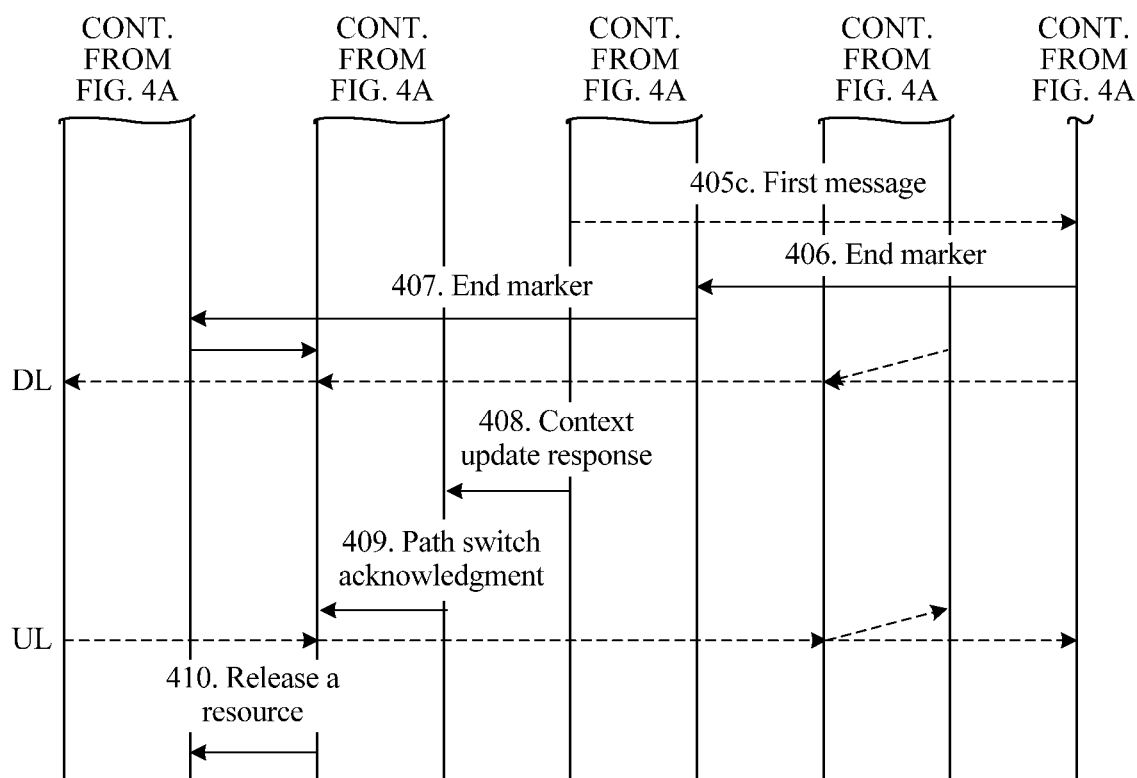 CONT.
FROM
FIG. 4A
CONT.
FROM
FIG. 4A
CONT.
FROM
FIG. 4A
CONT.
FROM
FIG. 4A
CONT.
FROM
FIG. 4A
405c. First message
406. End marker
407. End marker
DL
408. Context
update response
409. Path switch
acknowledgment
UL
410. Release a
resource